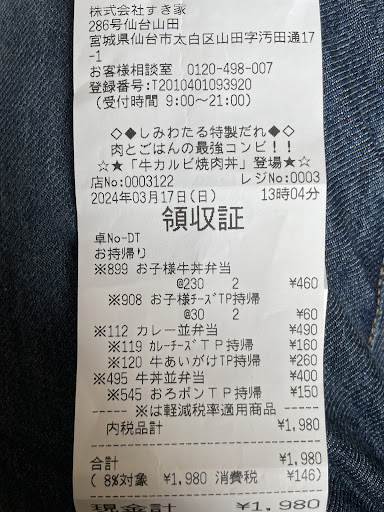 株式会社すき家
286号仙台山田
宮城県仙台市太白区山田字汚田通17
-1
お客様相談室 0120-498-007
登録番号:T2010401093920
(受付時間 9:00～21:00)
◇◆しみわたる特製だれ◆◇
肉とごはんの最強コンビ!!
☆★「牛カルビ焼肉丼」登場★☆
店No:0003122 レジNo:0003
2024年03月17日(日) 13時04分
領収証
卓No-DT
お持帰り
※899 お子様牛丼弁当
@230 2 ¥460
※908 お子様ﾁｰｽﾞTP持帰
@30 2 ¥60
※112 カレー並弁当 ¥490
※119 ｶﾚｰﾁｰｽﾞTP持帰 ¥160
※120 牛あいがけTP持帰 ¥260
※495 牛丼並弁当 ¥400
※545 おろポンTP持帰 ¥150
------ ※は軽減税率適用商品 ------
内税品計 ¥1,980
合計 ¥1,980
( 8%対象 ¥1,980 消費税 ¥146)
現金計 ¥1,980